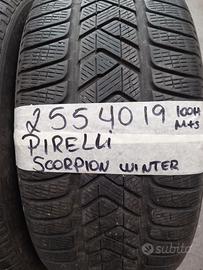 2554019 100H
M+S
PIRELLI
SCORPION WINTER
subito